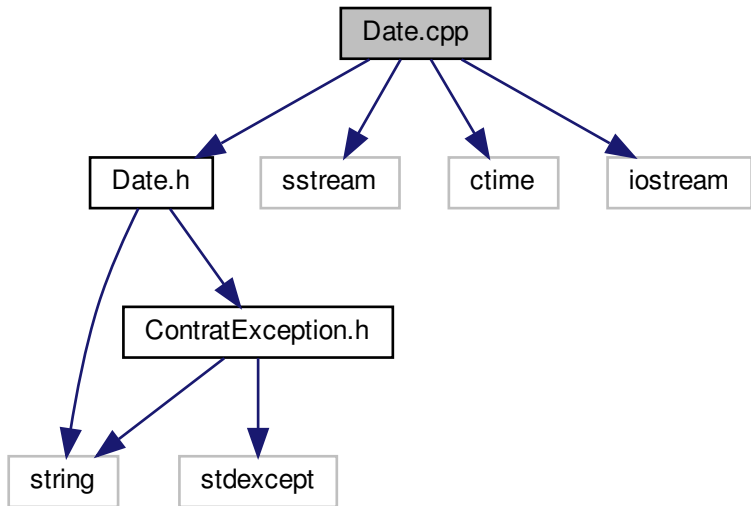 Date.cpp
Date.h
sstream
ctime
iostream
ContratException.h
string
stdexcept